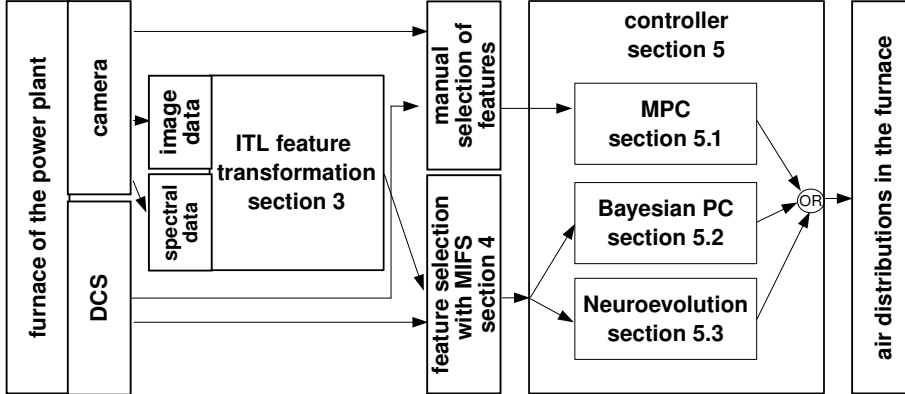 furnace of the power plant
camera
DCS
image
data
spectral data
ITL feature
transformation
section 3
manual
selection of
features
feature selection
with MIFS
section 4
controller
section 5
MPC
section 5.1
Bayesian PC
section 5.2
Neuroevolution
section 5.3
OR
air distributions in the furnace